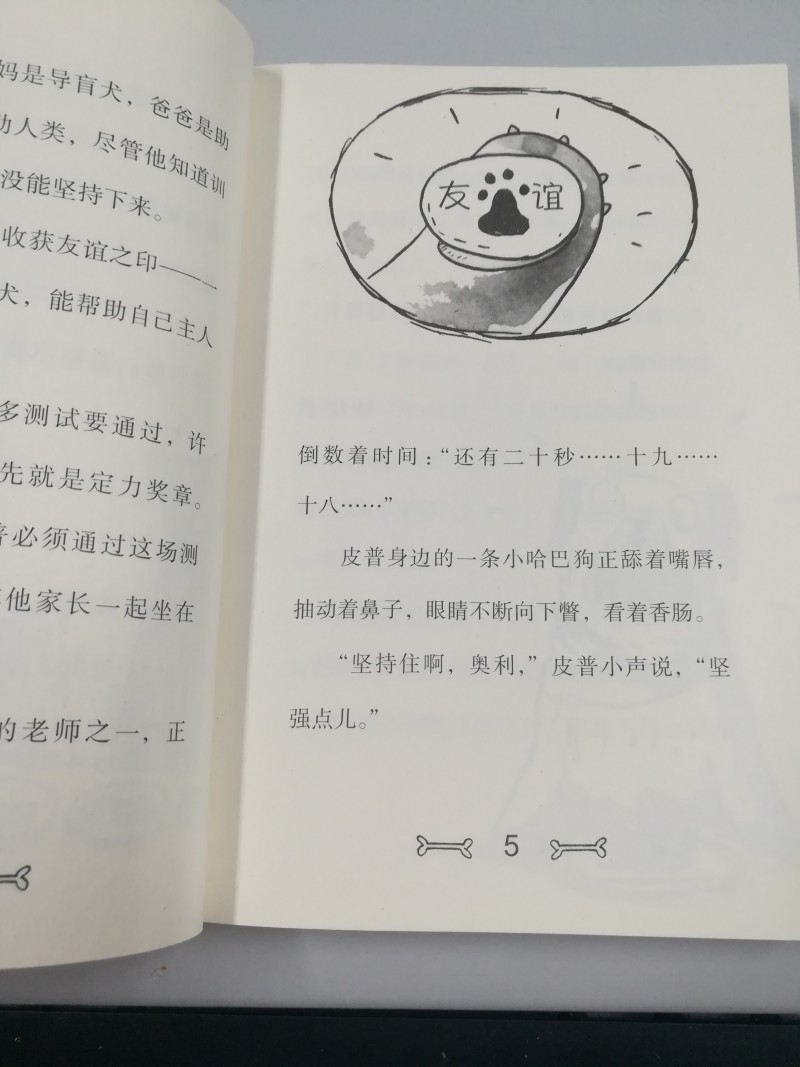 妈是导盲犬，爸爸是助
助人类，尽管他知道训
没能坚持下来。
收获友谊之印——一
犬，能帮助自己主人
多测试要通过，许
先就是定力奖章。
普必须通过这场测
他家长一起坐在
的老师之一，正
友谊
倒数着时间：“还有二十秒……十九……
十八……”
皮普身边的一条小哈巴狗正舔着嘴唇，
抽动着鼻子，眼睛不断向下瞥，看着香肠。
“坚持住啊，奥利，”皮普小声说，“坚
强点儿。”
5